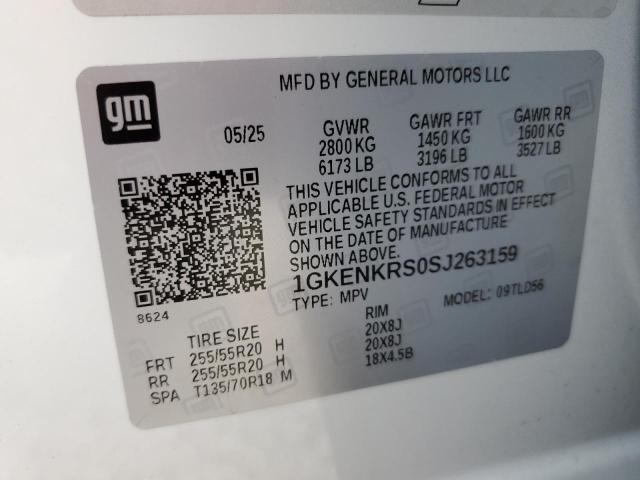 gm
MFD BY GENERAL MOTORS LLC
05/25
GVWR
2800 KG
6173 LB
GAWR FRT
1450 KG
3196 LB
GAWR RR
1600 KG
3527 LB
THIS VEHICLE CONFORMS TO ALL
APPLICABLE U.S. FEDERAL MOTOR
VEHICLE SAFETY STANDARDS IN EFFECT
ON THE DATE OF MANUFACTURE
SHOWN ABOVE.
1GKENKRS0SJ263159
TYPE: MPV
MODEL: 09TLD56
8624
TIRE SIZE
RIM
FRT 255/55R20 H 20X8J
RR 255/55R20 H 20X8J
SPA T135/70R18 M 18X4.5B